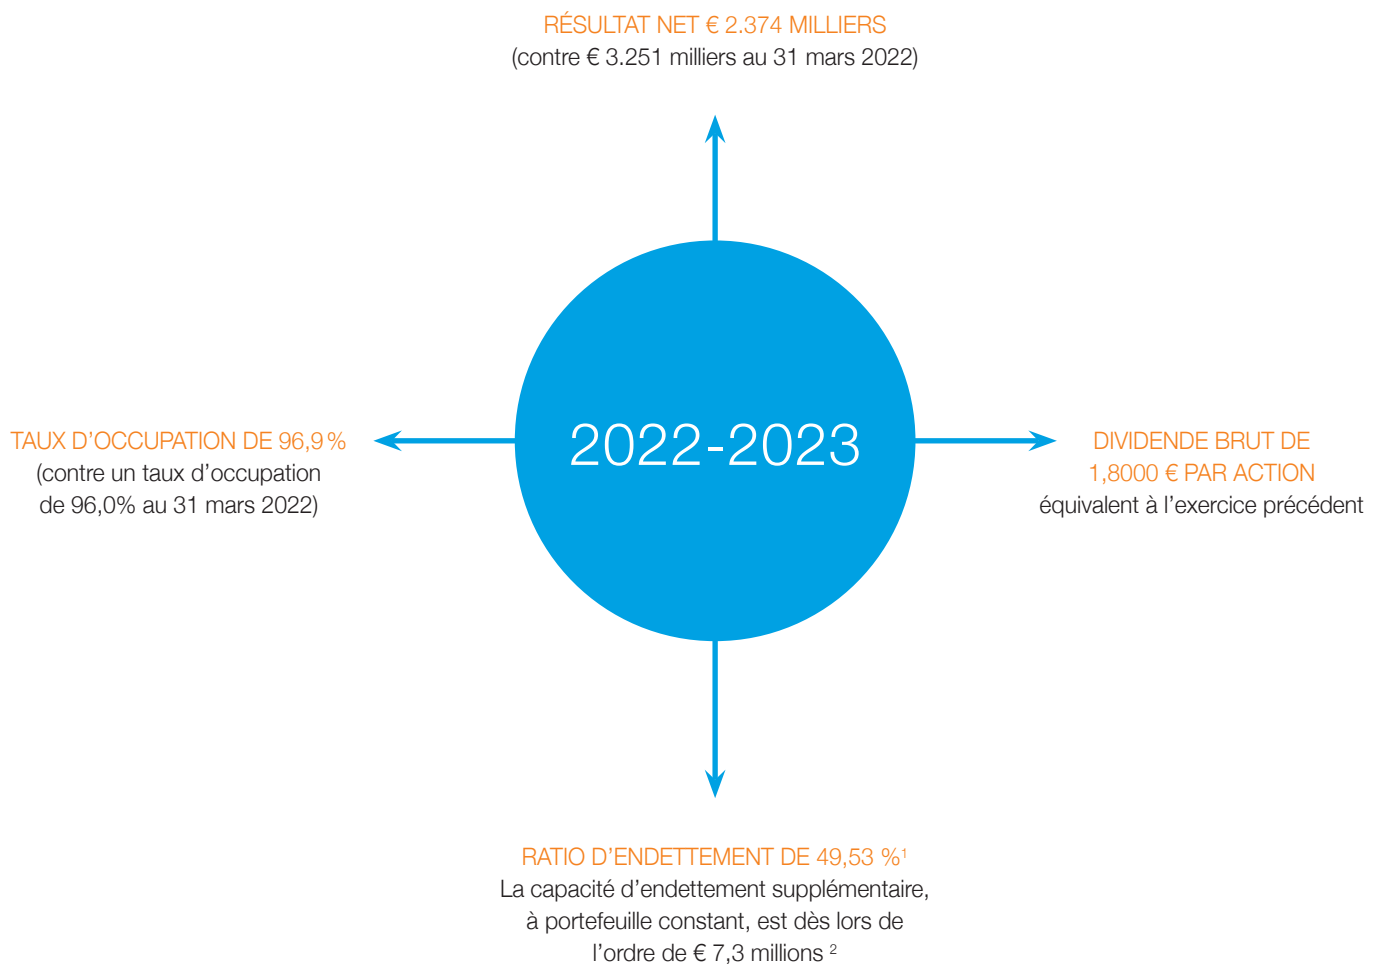 RÉSULTAT NET € 2.374 MILLIERS
(contre € 3.251 milliers au 31 mars 2022)
TAUX D’OCCUPATION DE 96,9 %
(contre un taux d’occupation
de 96,0% au 31 mars 2022)
2022-2023
DIVIDENDE BRUT DE
1,8000 € PAR ACTION
équivalent à l’exercice précédent
RATIO D’ENDETTEMENT DE 49,53 %¹
La capacité d’endettement supplémentaire,
à portefeuille constant, est dès lors de
l’ordre de € 7,3 millions ²